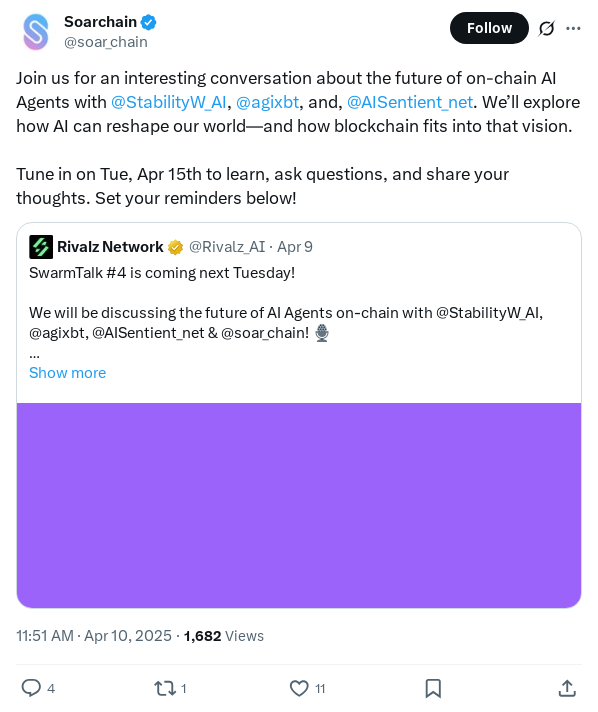 Soarchain
@soar_chain
Follow
Join us for an interesting conversation about the future of on-chain AI
Agents with @StabilityW_AI, @agixbt, and, @AISentient_net. We’ll explore
how AI can reshape our world—and how blockchain fits into that vision.
Tune in on Tue, Apr 15th to learn, ask questions, and share your
thoughts. Set your reminders below!
Rivalz Network @Rivalz_AI · Apr 9
SwarmTalk #4 is coming next Tuesday!
We will be discussing the future of AI Agents on-chain with @StabilityW_AI,
@agixbt, @AISentient_net & @soar_chain! 🎙️
...
Show more
11:51 AM · Apr 10, 2025 · 1,682 Views
4
1
11